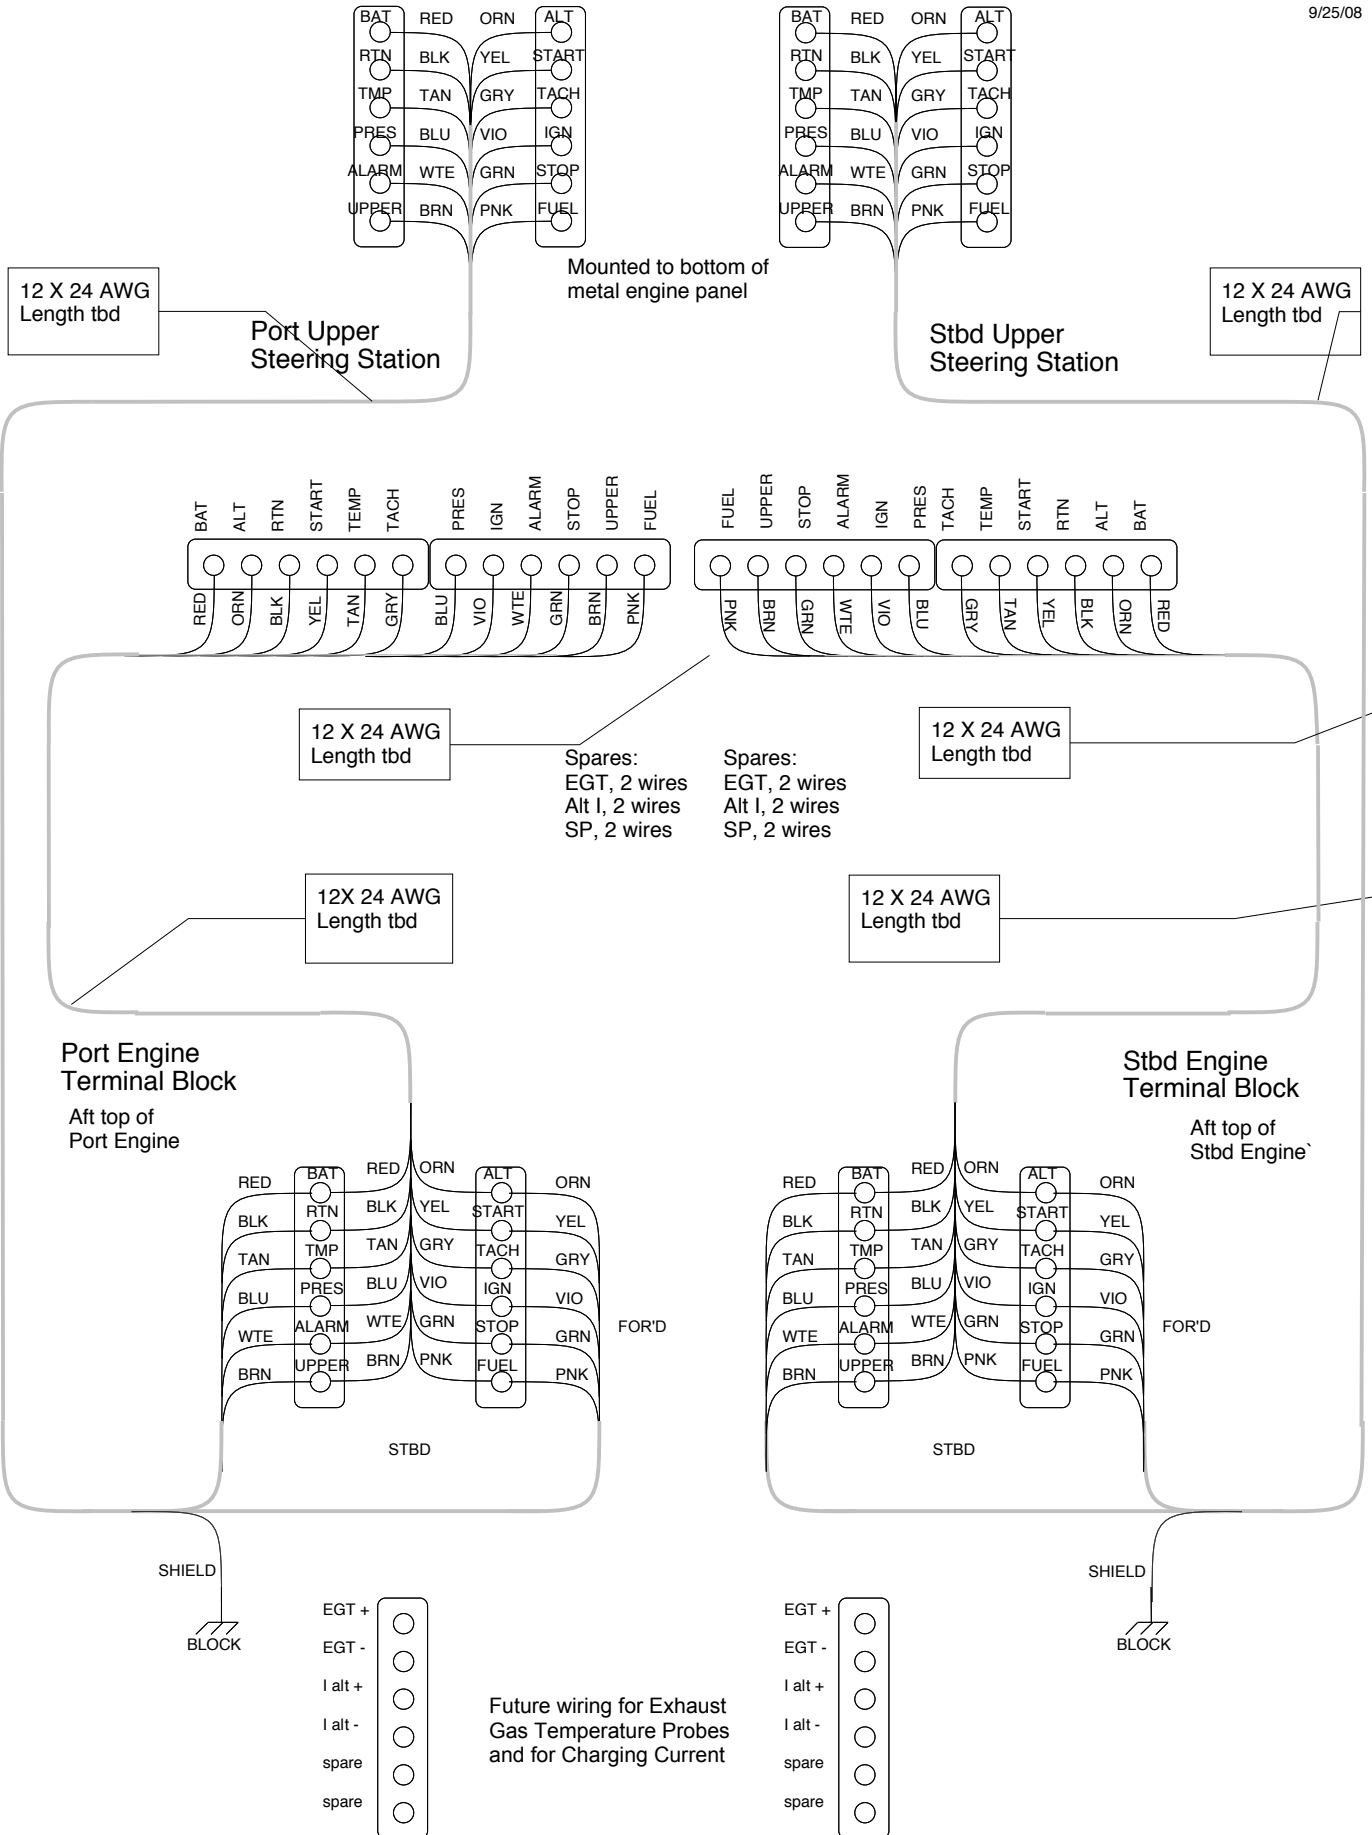 9/25/08
BAT RED ORN ALT
RTN BLK YEL START
TMP TAN GRY TACH
PRES BLU VIO IGN
ALARM WTE GRN STOP
UPPER BRN PNK FUEL
BAT RED ORN ALT
RTN BLK YEL START
TMP TAN GRY TACH
PRES BLU VIO IGN
ALARM WTE GRN STOP
UPPER BRN PNK FUEL
Mounted to bottom of
metal engine panel
12 X 24 AWG
Length tbd
Port Upper
Steering Station
Stbd Upper
Steering Station
12 X 24 AWG
Length tbd
BAT ALT RTN START TEMP TACH PRES IGN ALARM STOP UPPER FUEL
FUEL UPPER STOP ALARM IGN PRES TACH TEMP START RTN ALT BAT
RED ORN BLK YEL TAN GRY BLU VIO WTE GRN BRN PNK
PNK BRN GRN WTE VIO BLU GRY TAN YEL BLK ORN RED
12 X 24 AWG
Length tbd
Spares:
EGT, 2 wires
Alt I, 2 wires
SP, 2 wires
Spares:
EGT, 2 wires
Alt I, 2 wires
SP, 2 wires
12 X 24 AWG
Length tbd
12X 24 AWG
Length tbd
12 X 24 AWG
Length tbd
Port Engine
Terminal Block
Aft top of
Port Engine
Stbd Engine
Terminal Block
Aft top of
Stbd Engine`
RED BAT RED ORN ALT ORN
BLK RTN BLK YEL START YEL
TAN TMP TAN GRY TACH GRY
BLU PRES BLU VIO IGN VIO
WTE ALARM WTE GRN STOP GRN
BRN UPPER BRN PNK FUEL PNK
FOR'D
STBD
RED BAT RED ORN ALT ORN
BLK RTN BLK YEL START YEL
TAN TMP TAN GRY TACH GRY
BLU PRES BLU VIO IGN VIO
WTE ALARM WTE GRN STOP GRN
BRN UPPER BRN PNK FUEL PNK
FOR'D
STBD
SHIELD
BLOCK
SHIELD
BLOCK
EGT +
EGT -
I alt +
I alt -
spare
spare
Future wiring for Exhaust
Gas Temperature Probes
and for Charging Current
EGT +
EGT -
I alt +
I alt -
spare
spare